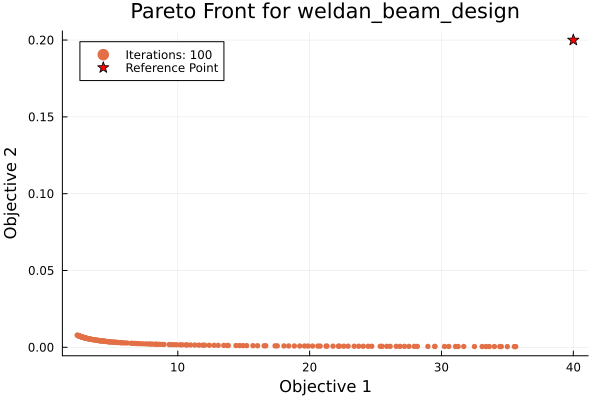 Pareto Front for weldan_beam_design
Iterations: 100
Reference Point
Objective 2
0.20
0.15
0.10
0.05
0.00
10
20
30
40
Objective 1